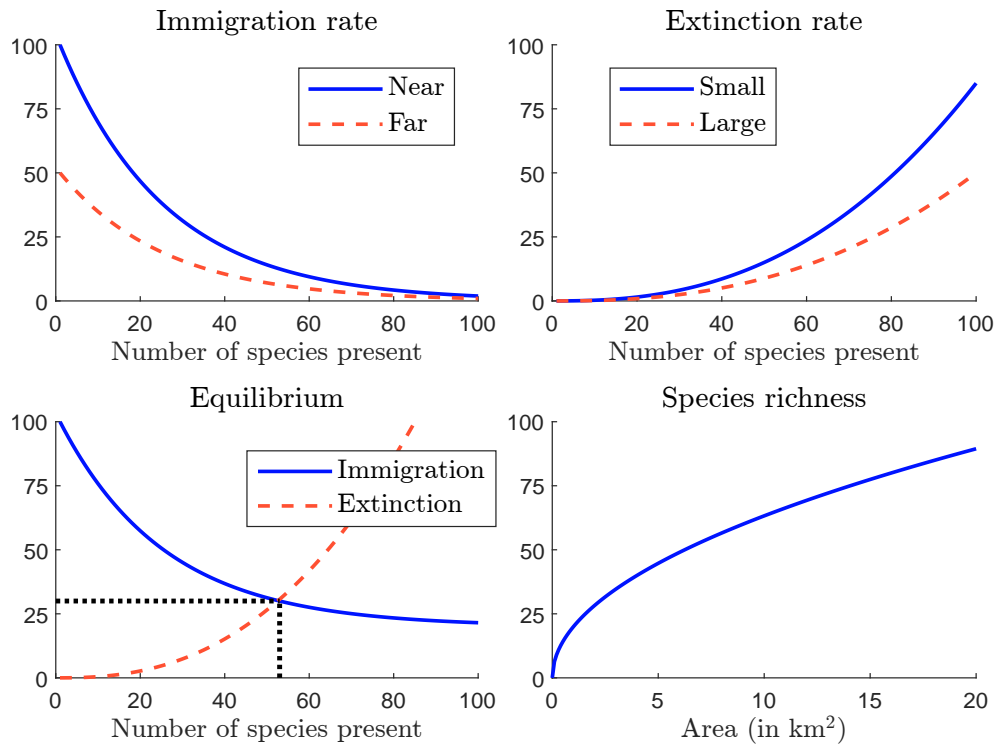 Immigration rate
100
75
50
25
0
0 20 40 60 80 100
Number of species present
Near
Far
Extinction rate
100
75
50
25
0
0 20 40 60 80 100
Number of species present
Small
Large
Equilibrium
100
75
50
25
0
0 20 40 60 80 100
Number of species present
Immigration
Extinction
Species richness
100
75
50
25
0
0 5 10 15 20
Area (in km²)